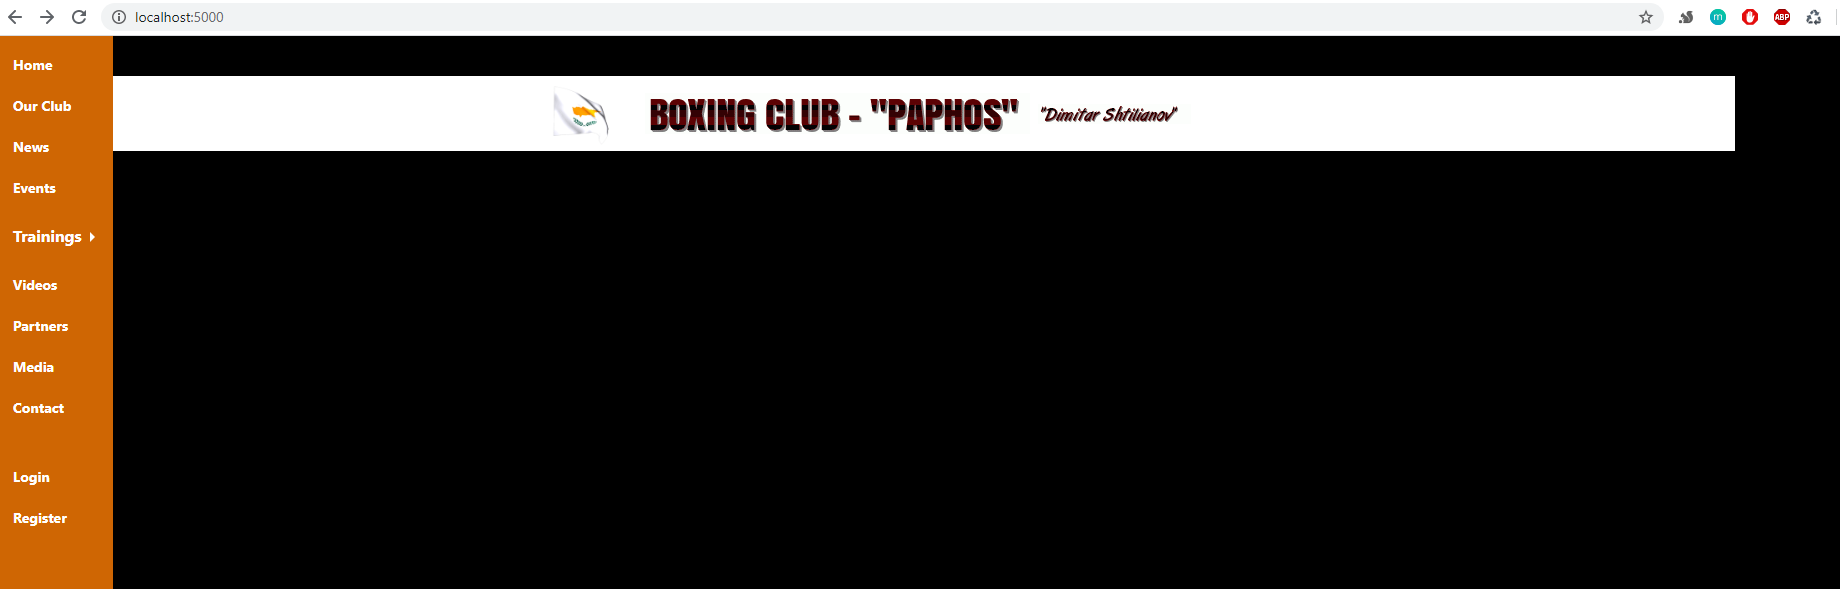 localhost:5000
m
ABP
Home
Our Club
News
Events
Trainings
Videos
Partners
Media
Contact
Login
Register
BOXING CLUB - "PAPHOS" "Dimitar Shtilianov"